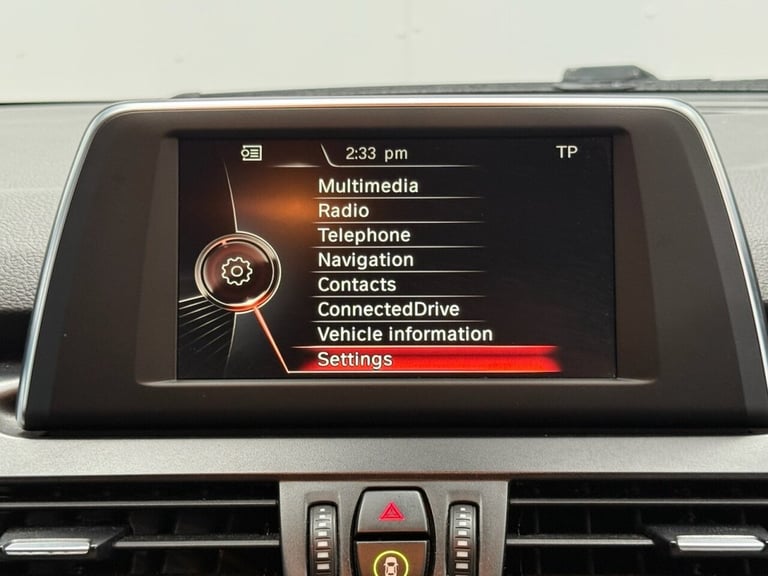 2:33 pm
TP
Multimedia
Radio
Telephone
Navigation
Contacts
ConnectedDrive
Vehicle information
Settings